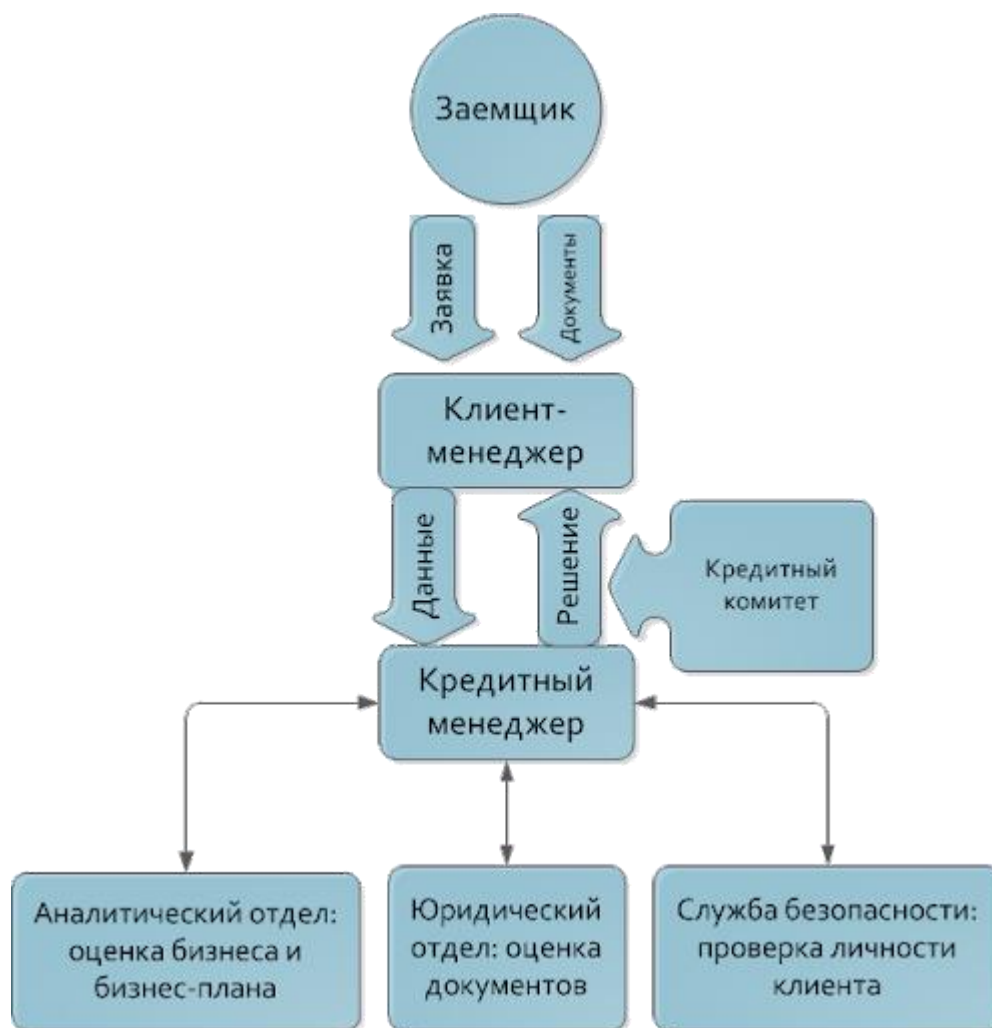 Заемщик
Заявка
Документы
Клиент-
менеджер
Данные
Решение
Кредитный
комитет
Кредитный
менеджер
Аналитический отдел:
оценка бизнеса и
бизнес-плана
Юридический
отдел: оценка
документов
Служба безопасности:
проверка личности
клиента